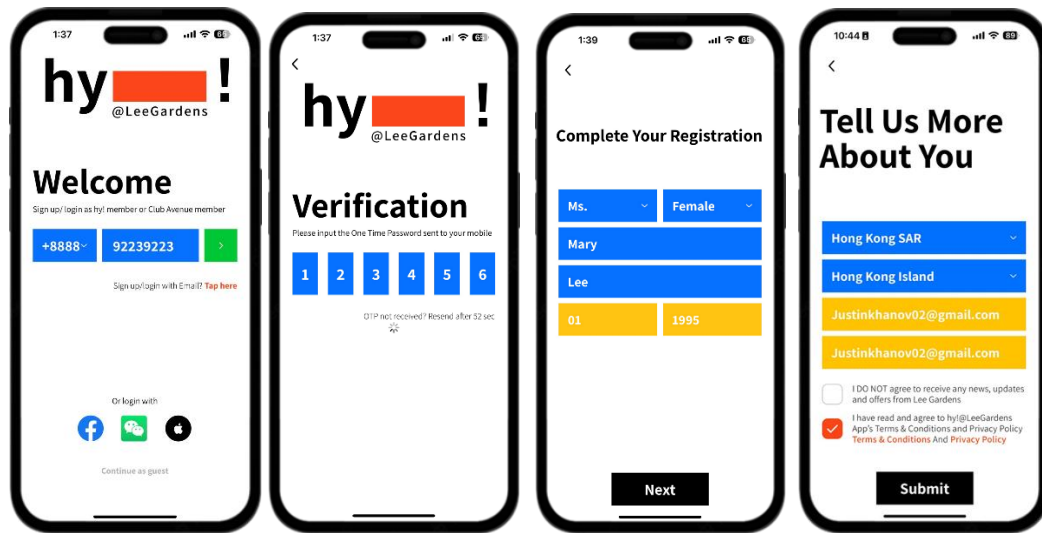 1:37
65
hy !
@LeeGardens
Welcome
Sign up/ login as hy! member or Club Avenue member
+8888 92239223
Sign up/login with Email? Tap here
Or login with
Continue as guest
1:37
65
hy !
@LeeGardens
Verification
Please input the One Time Password sent to your mobile
1 2 3 4 5 6
OTP not received? Resend after 52 sec
1:39
Complete Your Registration
Ms. Female
Mary
Lee
01 1995
Next
10:44
89
Tell Us More
About You
Hong Kong SAR
Hong Kong Island
Justinkhanov02@gmail.com
Justinkhanov02@gmail.com
I DO NOT agree to receive any news, updates
and offers from Lee Gardens
I have read and agree to hy!@LeeGardens
App's Terms & Conditions and Privacy Policy
Terms & Conditions And Privacy Policy
Submit